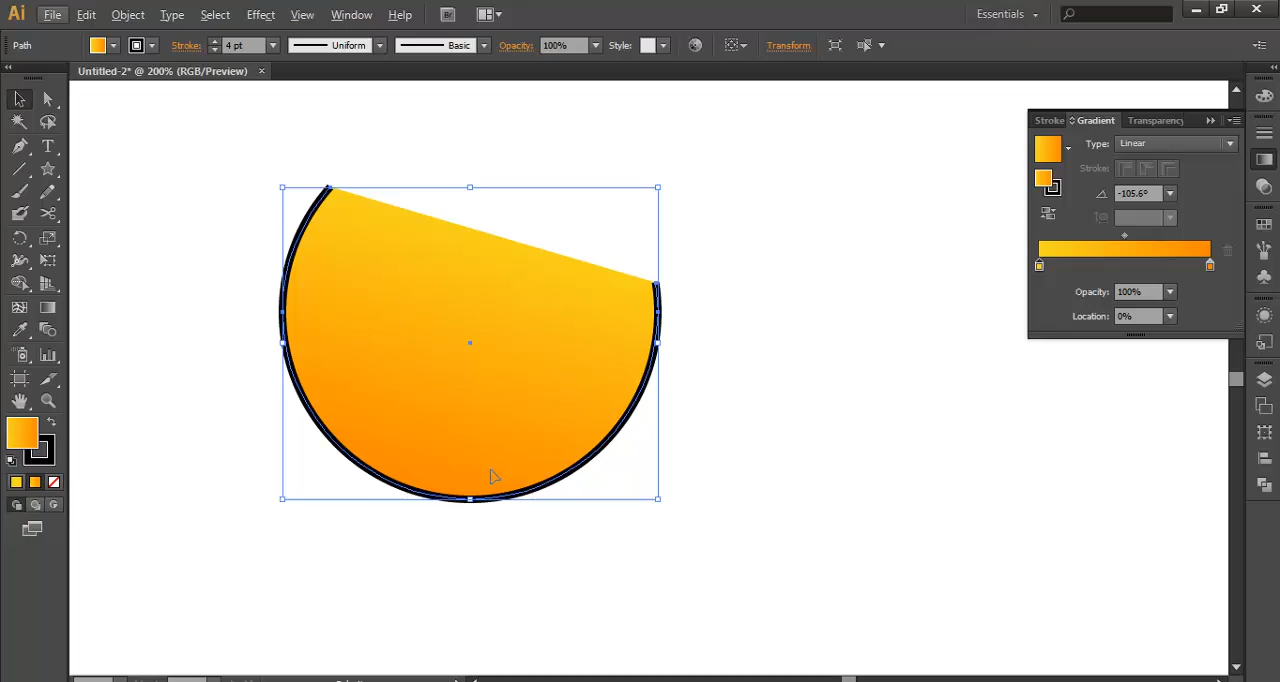 Ai File Edit Object Type Select Effect View Window Help Br Essentials
Path Stroke: 4 pt Uniform Basic Opacity: 100% Style: Transform
Untitled-2* @ 200% (RGB/Preview) ×
Stroke Gradient Transparency
Type: Linear
Stroke:
-105.6°
Opacity: 100%
Location: 0%